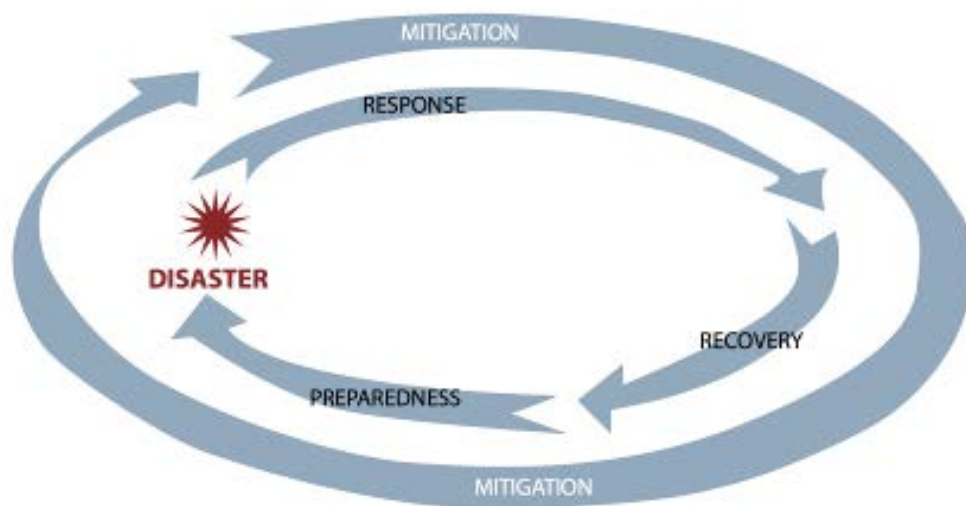 MITIGATION
RESPONSE
DISASTER
RECOVERY
PREPAREDNESS
MITIGATION